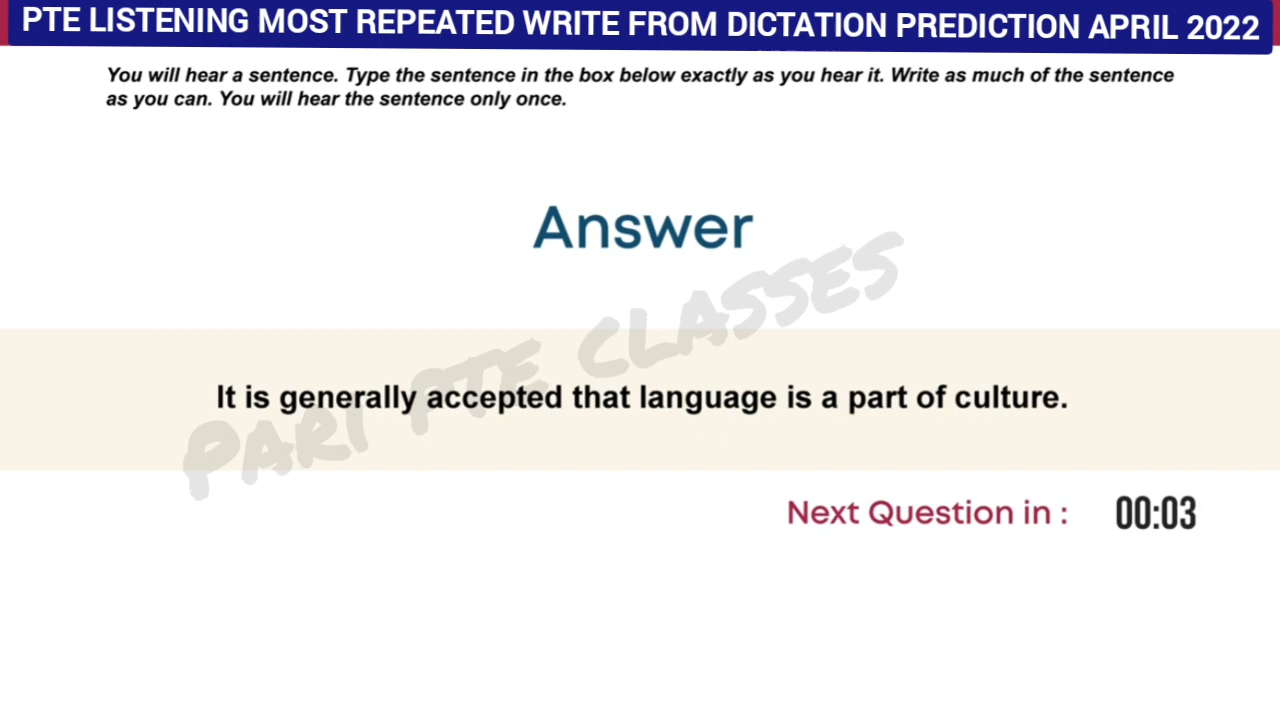 PTE LISTENING MOST REPEATED WRITE FROM DICTATION PREDICTION APRIL 2022
You will hear a sentence. Type the sentence in the box below exactly as you hear it. Write as much of the sentence
as you can. You will hear the sentence only once.
Answer
PARI PTE CLASSES
It is generally accepted that language is a part of culture.
Next Question in : 00:03